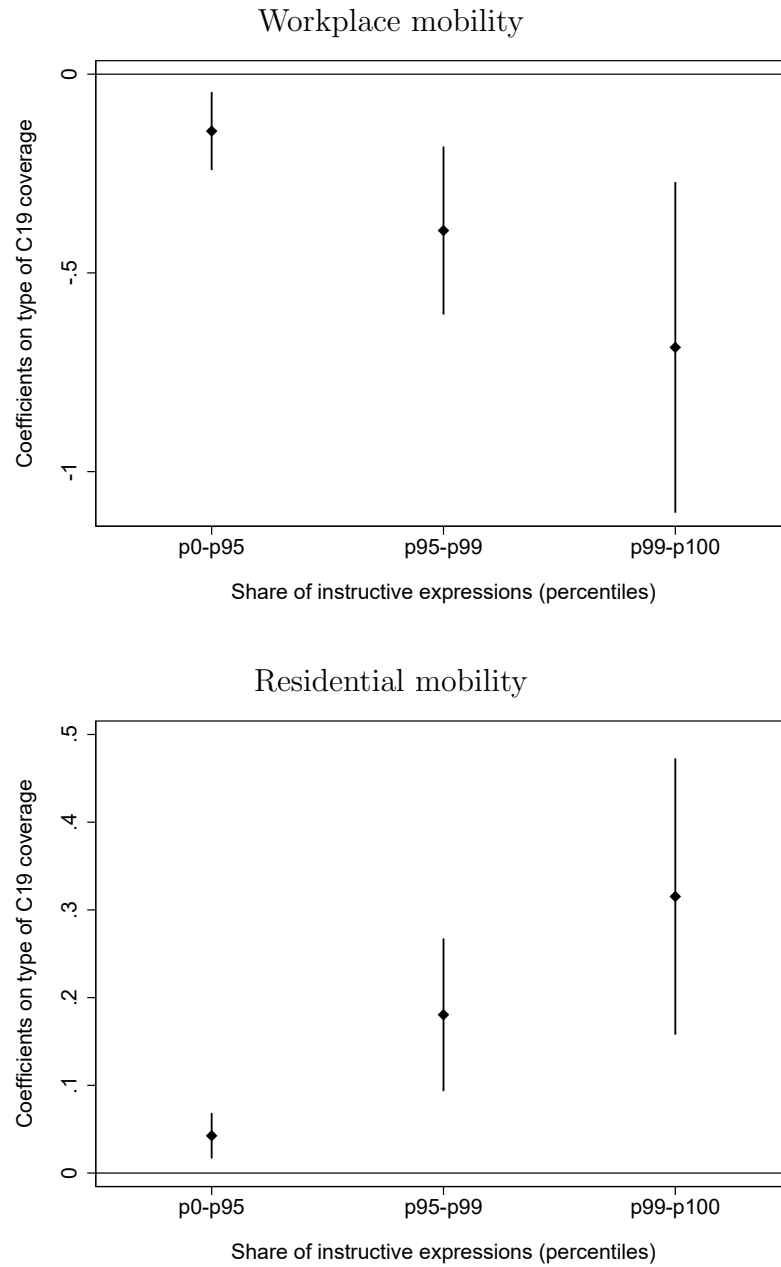 Workplace mobility
Coefficients on type of C19 coverage
0
-.5
-1
p0-p95 p95-p99 p99-p100
Share of instructive expressions (percentiles)
Residential mobility
Coefficients on type of C19 coverage
.5
.4
.3
.2
.1
0
p0-p95 p95-p99 p99-p100
Share of instructive expressions (percentiles)